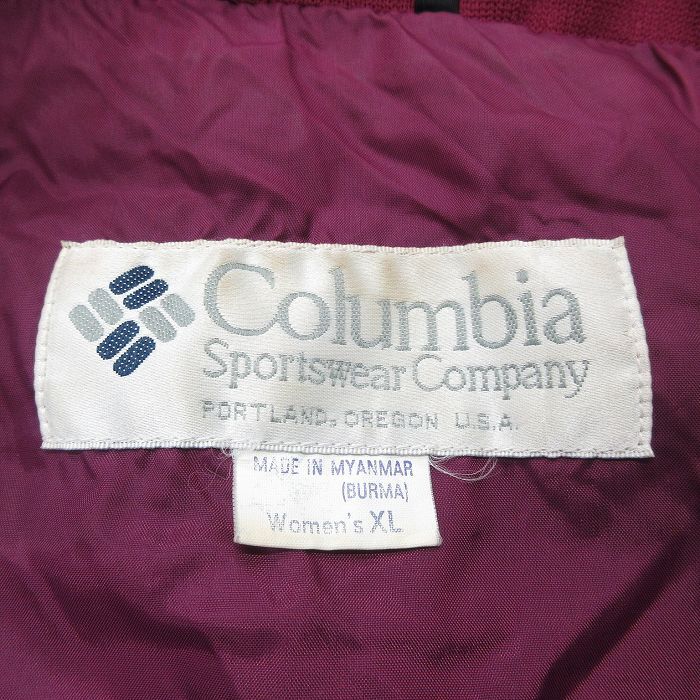 Columbia
Sportswear Company
PORTLAND, OREGON U.S.A.
MADE IN MYANMAR
(BURMA)
Women's XL